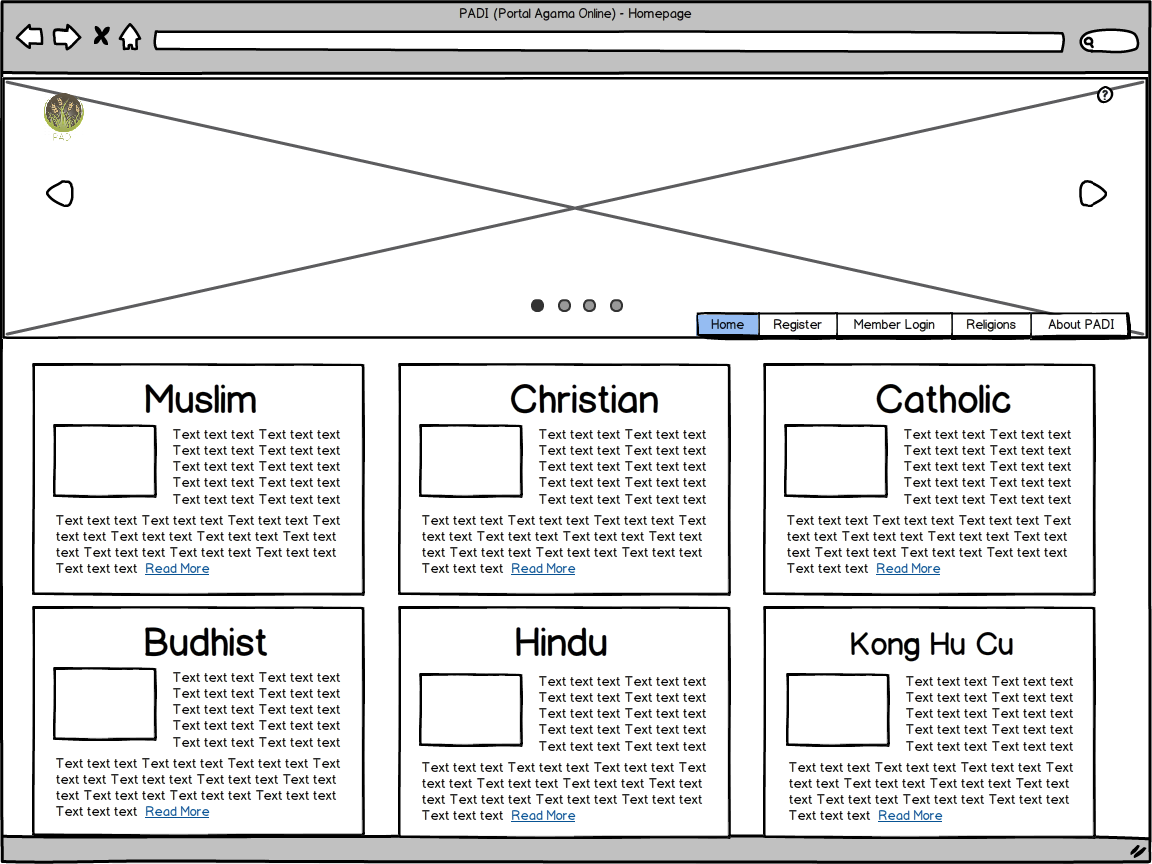 PADI (Portal Agama Online) - Homepage
?
PADI
Home Register Member Login Religions About PADI
Muslim
Text text text Text text text
Text text text Text text text
Text text text Text text text
Text text text Text text text
Text text text Text text text
Text text text Text text text Text text text Text
text text Text text text Text text text Text text
text Text text text Text text text Text text text
Text text text Read More
Christian
Text text text Text text text
Text text text Text text text
Text text text Text text text
Text text text Text text text
Text text text Text text text
Text text text Text text text Text text text Text
text text Text text text Text text text Text text
text Text text text Text text text Text text text
Text text text Read More
Catholic
Text text text Text text text
Text text text Text text text
Text text text Text text text
Text text text Text text text
Text text text Text text text
Text text text Text text text Text text text Text
text text Text text text Text text text Text text
text Text text text Text text text Text text text
Text text text Read More
Budhist
Text text text Text text text
Text text text Text text text
Text text text Text text text
Text text text Text text text
Text text text Text text text
Text text text Text text text Text text text Text
text text Text text text Text text text Text text
text Text text text Text text text Text text text
Text text text Read More
Hindu
Text text text Text text text
Text text text Text text text
Text text text Text text text
Text text text Text text text
Text text text Text text text
Text text text Text text text Text text text Text
text text Text text text Text text text Text text
text Text text text Text text text Text text text
Text text text Read More
Kong Hu Cu
Text text text Text text text
Text text text Text text text
Text text text Text text text
Text text text Text text text
Text text text Text text text
Text text text Text text text Text text text Text
text text Text text text Text text text Text text
text Text text text Text text text Text text text
Text text text Read More